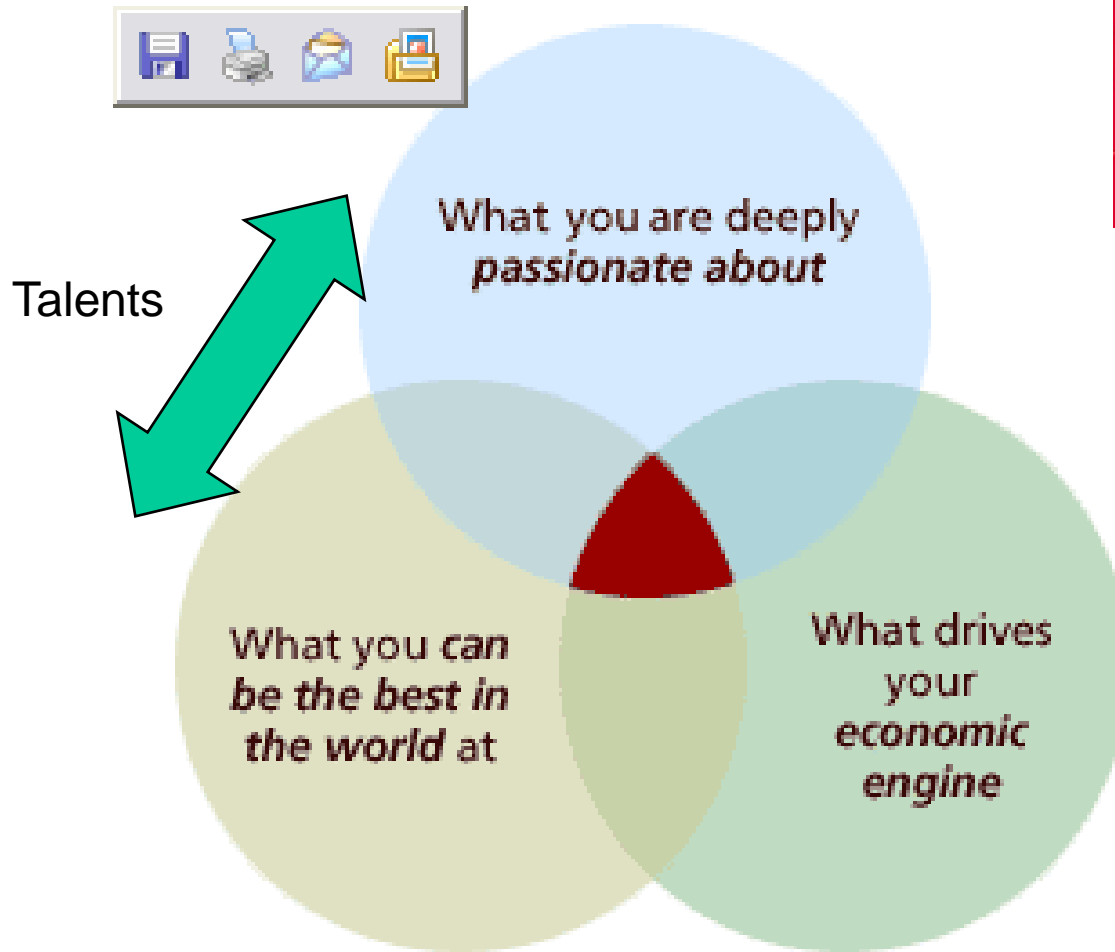 What you are deeply
passionate about
Talents
What you can
be the best in
the world at
What drives
your
economic
engine